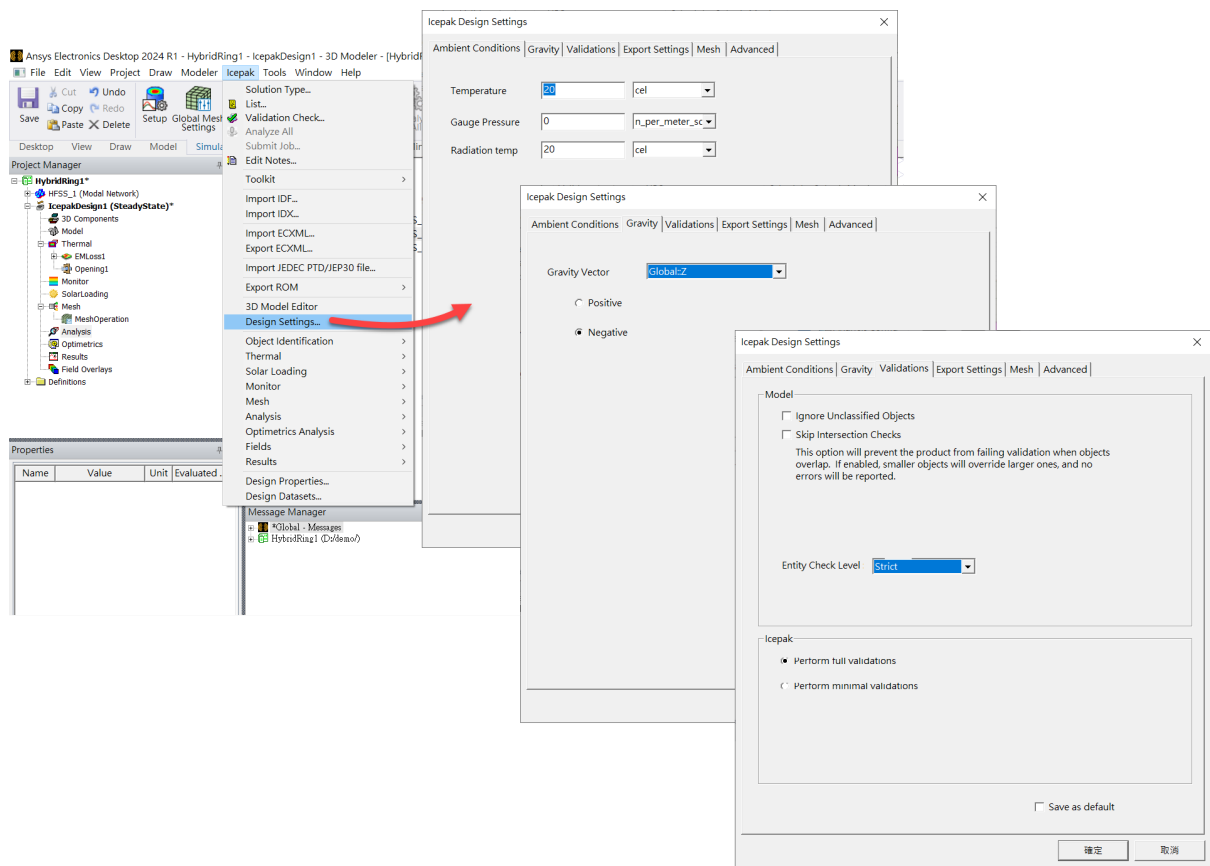 Ansys Electronics Desktop 2024 R1 - HybridRing1 - IcepakDesign1 - 3D Modeler - [HybridR
File Edit View Project Draw Modeler Icepak Tools Window Help
Save
Cut
Copy
Paste
Undo
Redo
Delete
Setup
Global Mesh
Settings
Desktop View Draw Model Simula
Project Manager
HybridRing1*
HFSS_1 (Modal Network)
IcepakDesign1 (SteadyState)*
3D Components
Model
Thermal
EMLoss1
Opening1
Monitor
SolarLoading
Mesh
MeshOperation
Analysis
Optimetrics
Results
Field Overlays
Definitions
Properties
Name Value Unit Evaluated ..
Solution Type...
List...
Validation Check...
Analyze All
Submit Job...
Edit Notes...
Toolkit
Import IDF...
Import IDX...
Import ECXML...
Export ECXML...
Import JEDEC PTD/JEP30 file...
Export ROM
3D Model Editor
Design Settings...
Object Identification
Thermal
Solar Loading
Monitor
Mesh
Analysis
Optimetrics Analysis
Fields
Results
Design Properties...
Design Datasets...
Message Manager
*Global - Messages
HybridRing1 (D:/demo/)
Icepak Design Settings
Ambient Conditions Gravity Validations Export Settings Mesh Advanced
Temperature 20 cel
Gauge Pressure 0 n_per_meter_sc
Radiation temp 20 cel
Icepak Design Settings
Ambient Conditions Gravity Validations Export Settings Mesh Advanced
Gravity Vector Global::Z
Positive
Negative
Icepak Design Settings
Ambient Conditions Gravity Validations Export Settings Mesh Advanced
Model
Ignore Unclassified Objects
Skip Intersection Checks
This option will prevent the product from failing validation when objects
overlap. If enabled, smaller objects will override larger ones, and no
errors will be reported.
Entity Check Level Strict
Icepak
Perform full validations
Perform minimal validations
Save as default
確定 取消